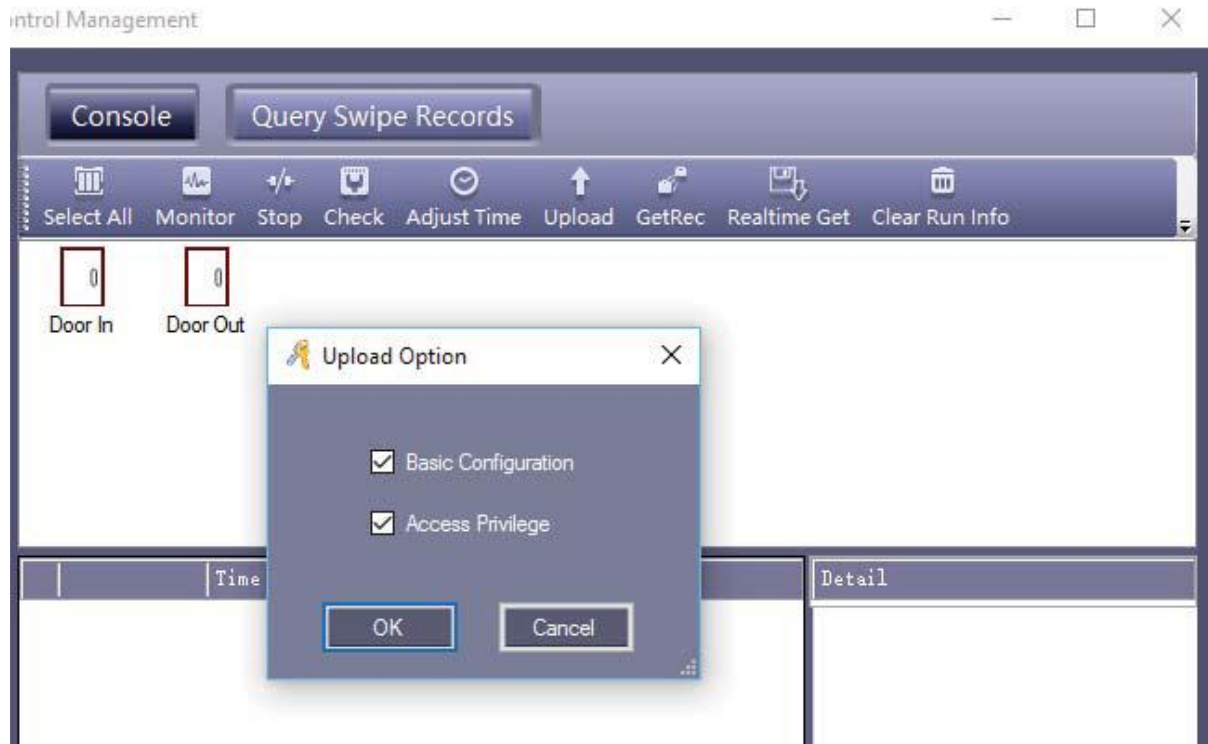 ontrol Management
Console Query Swipe Records
Select All Monitor Stop Check Adjust Time Upload GetRec Realtime Get Clear Run Info
0 0
Door In Door Out
Upload Option
Basic Configuration
Access Privilege
Time Detail
OK Cancel